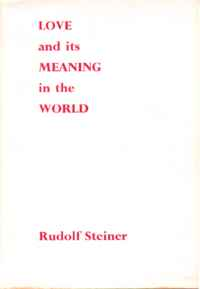 LOVE
and its
MEANING
in the
WORLD
Rudolf Steiner